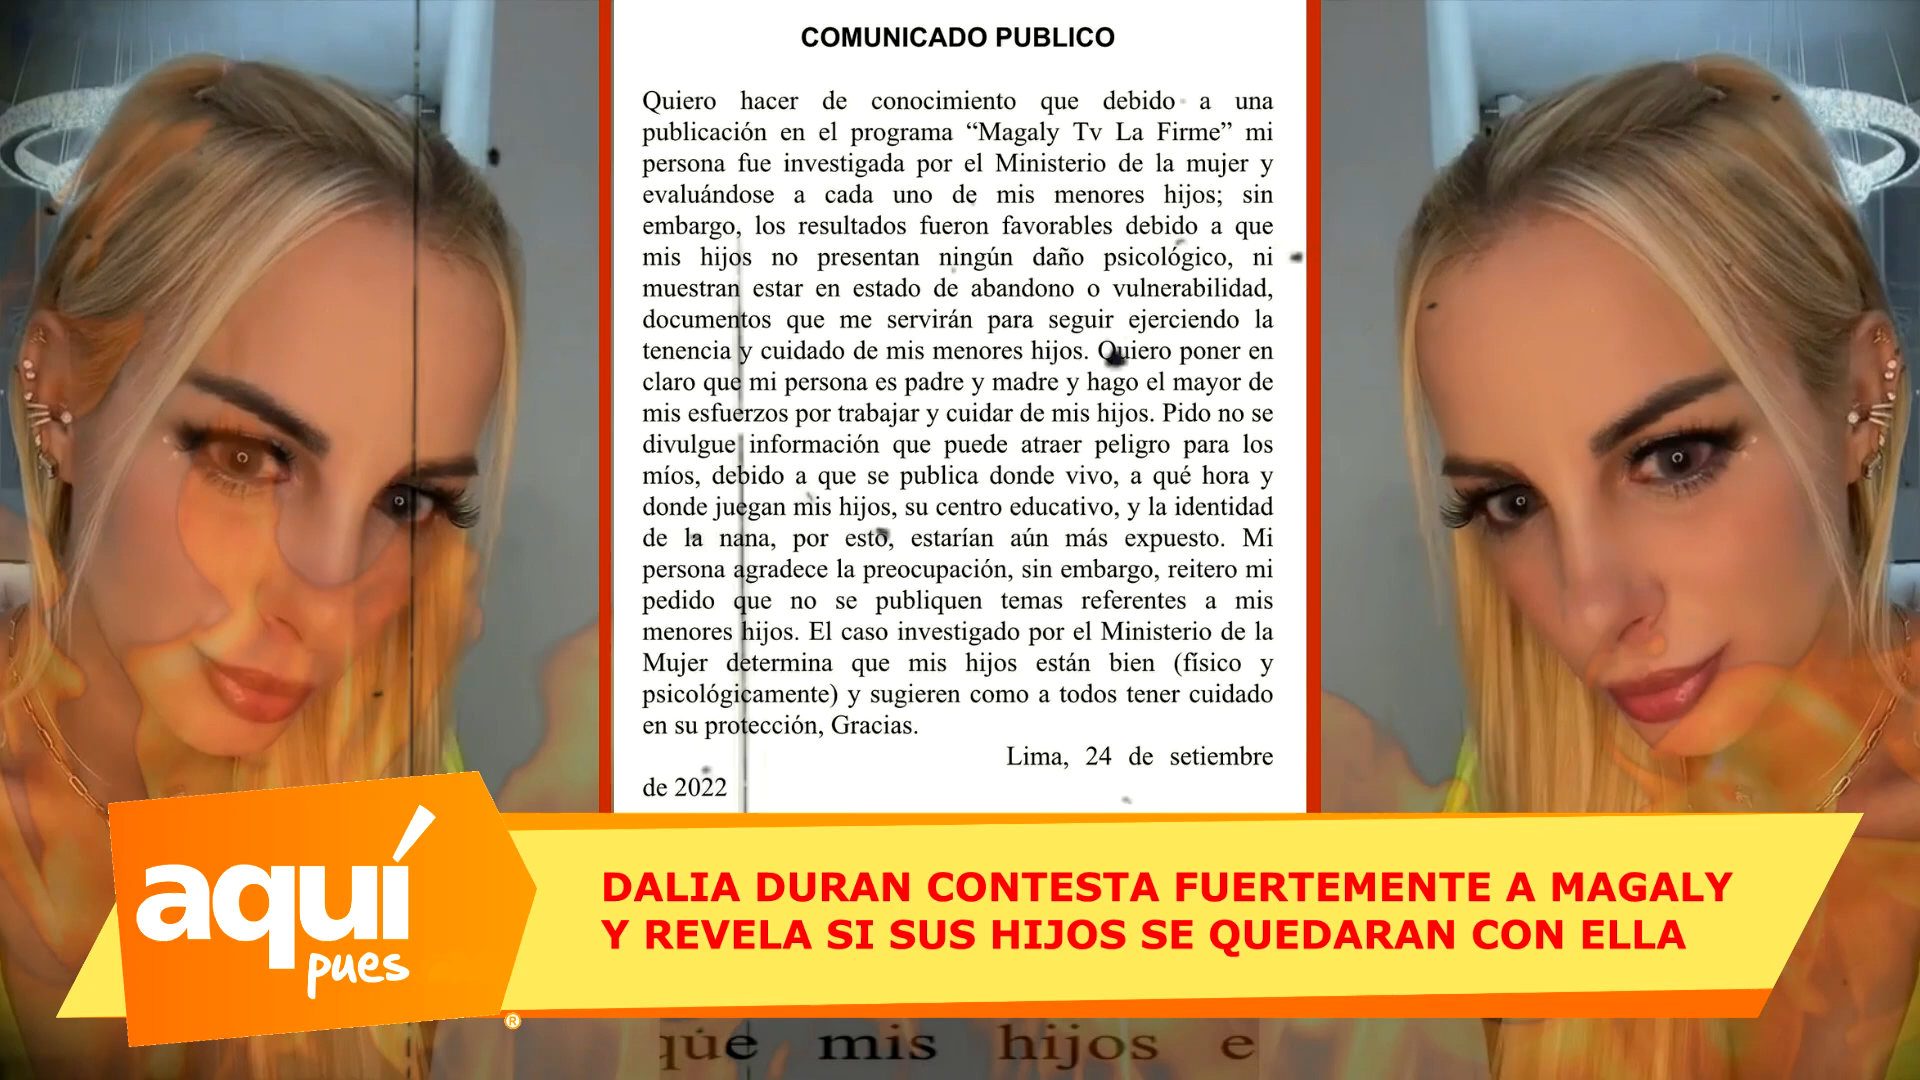 COMUNICADO PUBLICO
Quiero hacer de conocimiento que debido a una
publicación en el programa “Magaly Tv La Firme” mi
persona fue investigada por el Ministerio de la mujer y
evaluándose a cada uno de mis menores hijos; sin
embargo, los resultados fueron favorables debido a que
mis hijos no presentan ningún daño psicológico, ni
muestran estar en estado de abandono o vulnerabilidad,
documentos que me servirán para seguir ejerciendo la
tenencia y cuidado de mis menores hijos. Quiero poner en
claro que mi persona es padre y madre y hago el mayor de
mis esfuerzos por trabajar y cuidar de mis hijos. Pido no se
divulgue información que puede atraer peligro para los
míos, debido a que se publica donde vivo, a qué hora y
donde juegan mis hijos, su centro educativo, y la identidad
de la nana, por esto, estarían aún más expuesto. Mi
persona agradece la preocupación, sin embargo, reitero mi
pedido que no se publiquen temas referentes a mis
menores hijos. El caso investigado por el Ministerio de la
Mujer determina que mis hijos están bien (físico y
psicológicamente) y sugieren como a todos tener cuidado
en su protección, Gracias.
Lima, 24 de setiembre
de 2022
aquí
pues
®
DALIA DURAN CONTESTA FUERTEMENTE A MAGALY
Y REVELA SI SUS HIJOS SE QUEDARAN CON ELLA
que mis hijos e